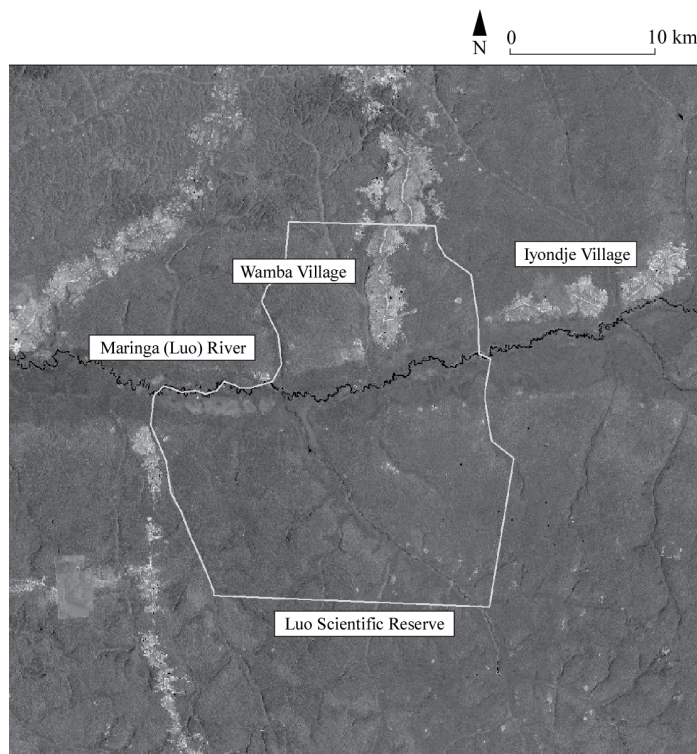 N
0 10 km
Wamba Village
Iyondje Village
Maringa (Luo) River
Luo Scientific Reserve